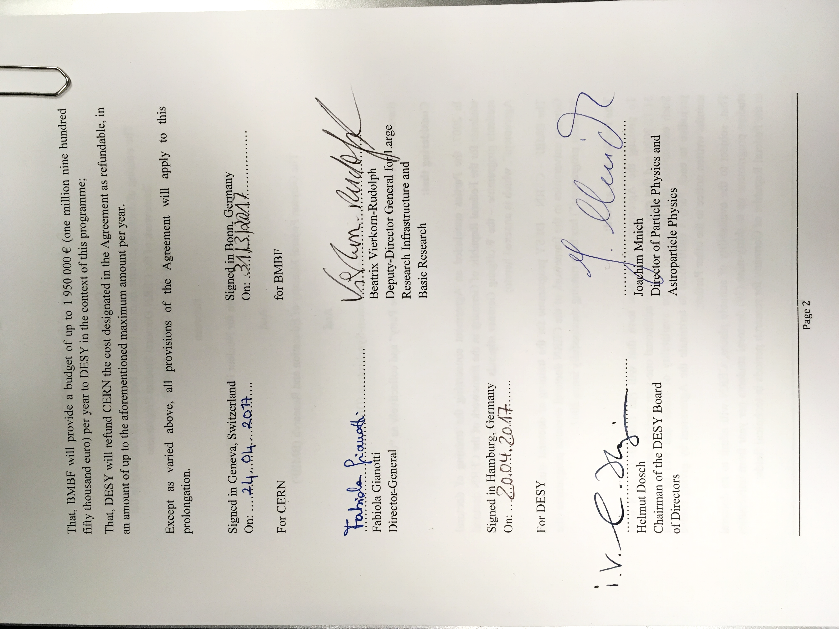 That, BMBF will provide a budget of up to 1 950 000 € (one million nine hundred
fifty thousand euro) per year to DESY in the context of this programme;
That, DESY will refund CERN the cost designated in the Agreement as refundable, in
an amount of up to the aforementioned maximum amount per year.
Except as varied above, all provisions of the Agreement will apply to this
prolongation.
Signed in Geneva, Switzerland
On: ...24.04.2017....
For CERN
Fabiola Gianotti
Fabiola Gianotti
Director-General
Signed in Bonn, Germany
On: ...31/3/2017...............
for BMBF
Beatrix Vierkorn-Rudolph
Deputy-Director General for Large
Research Infrastructure and
Basic Research
Signed in Hamburg, Germany
On: ...20.04.2017......
For DESY
i.V.
Helmut Dosch
Chairman of the DESY Board
of Directors
Joachim Mnich
Director of Particle Physics and
Astroparticle Physics
Page 2